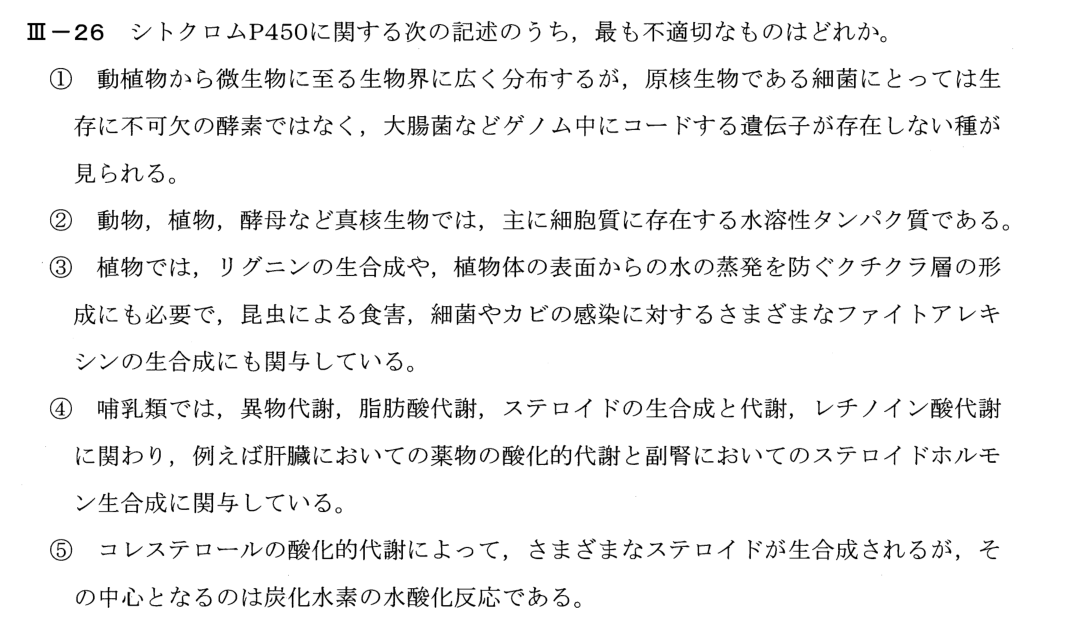 Ⅲ－26　シトクロムP450に関する次の記述のうち，最も不適切なものはどれか。
①　動植物から微生物に至る生物界に広く分布するが，原核生物である細菌にとっては生
存に不可欠の酵素ではなく，大腸菌などゲノム中にコードする遺伝子が存在しない種が
見られる。
②　動物，植物，酵母など真核生物では，主に細胞質に存在する水溶性タンパク質である。
③　植物では，リグニンの生合成や，植物体の表面からの水の蒸発を防ぐクチクラ層の形
成にも必要で，昆虫による食害，細菌やカビの感染に対するさまざまなファイトアレキ
シンの生合成にも関与している。
④　哺乳類では，異物代謝，脂肪酸代謝，ステロイドの生合成と代謝，レチノイン酸代謝
に関わり，例えば肝臓においての薬物の酸化的代謝と副腎においてのステロイドホルモ
ン生合成に関与している。
⑤　コレステロールの酸化的代謝によって，さまざまなステロイドが生合成されるが，そ
の中心となるのは炭化水素の水酸化反応である。